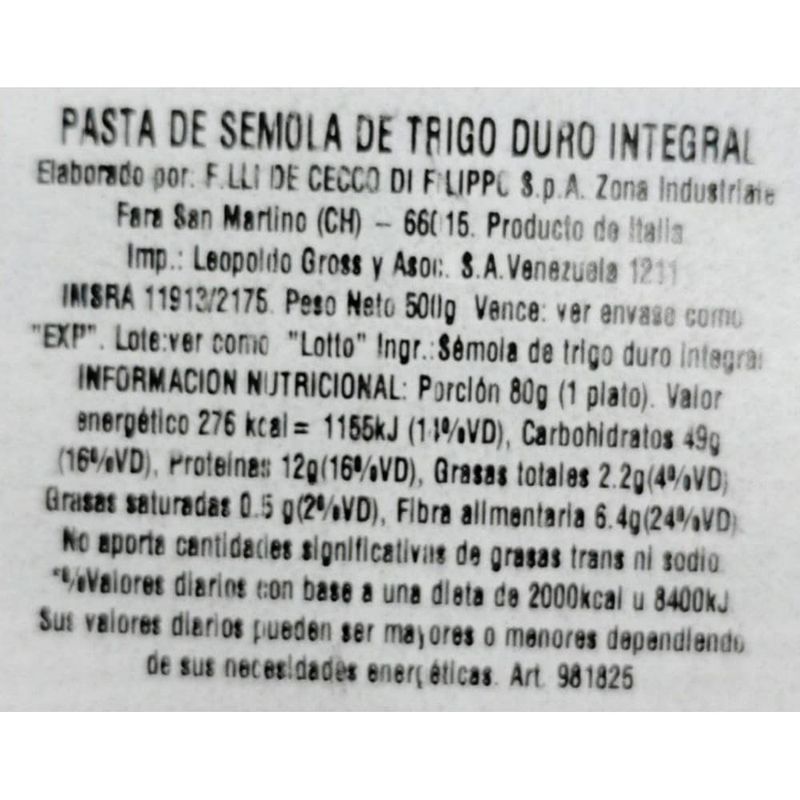 PASTA DE SEMOLA DE TRIGO DURO INTEGRAL
Elaborado por: F.LLI DE CECCO DI FILIPPO S.p.A. Zona Industriale
Fara San Martino (CH) – 66015. Producto de Italia
Imp.: Leopoldo Gross y Asoc. S.A. Venezuela 1211
IMSRA 11913/2175. Peso Neto 500g Vence: ver envase como
"EXP". Lote:ver como "Lotto" Ingr.:Sémola de trigo duro integral
INFORMACION NUTRICIONAL: Porción 80g (1 plato). Valor
energético 276 kcal = 1155kJ (14%VD), Carbohidratos 49g
(16%VD), Proteinas 12g(16%VD), Grasas totales 2.2g(4%VD)
Grasas saturadas 0.5 g(2%VD), Fibra alimentaria 6.4g(24%VD)
No aporta cantidades significativas de grasas trans ni sodio
*%Valores diarios con base a una dieta de 2000kcal u 8400kJ
Sus valores diarios pueden ser mayores o menores dependiendo
de sus necesidades energéticas. Art. 981825